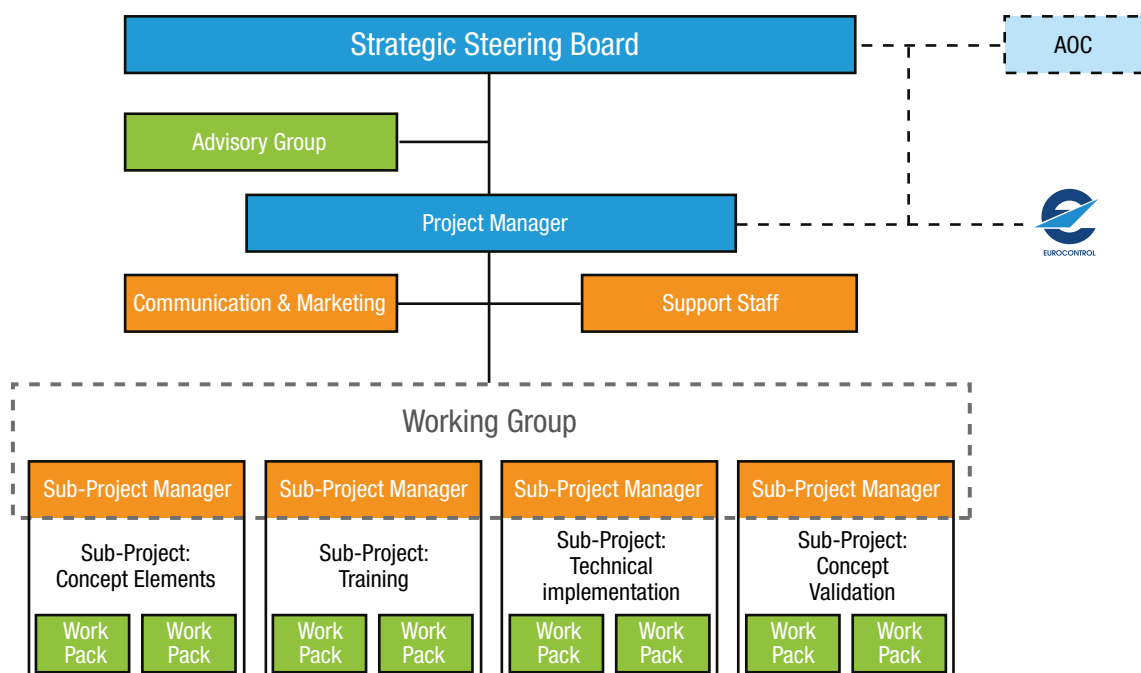 Strategic Steering Board
AOC
Advisory Group
Project Manager
EUROCONTROL
Communication & Marketing
Support Staff
Working Group
Sub-Project Manager
Sub-Project Manager
Sub-Project Manager
Sub-Project Manager
Sub-Project:
Concept Elements
Sub-Project:
Training
Sub-Project:
Technical
implementation
Sub-Project:
Concept
Validation
Work
Pack
Work
Pack
Work
Pack
Work
Pack
Work
Pack
Work
Pack
Work
Pack
Work
Pack